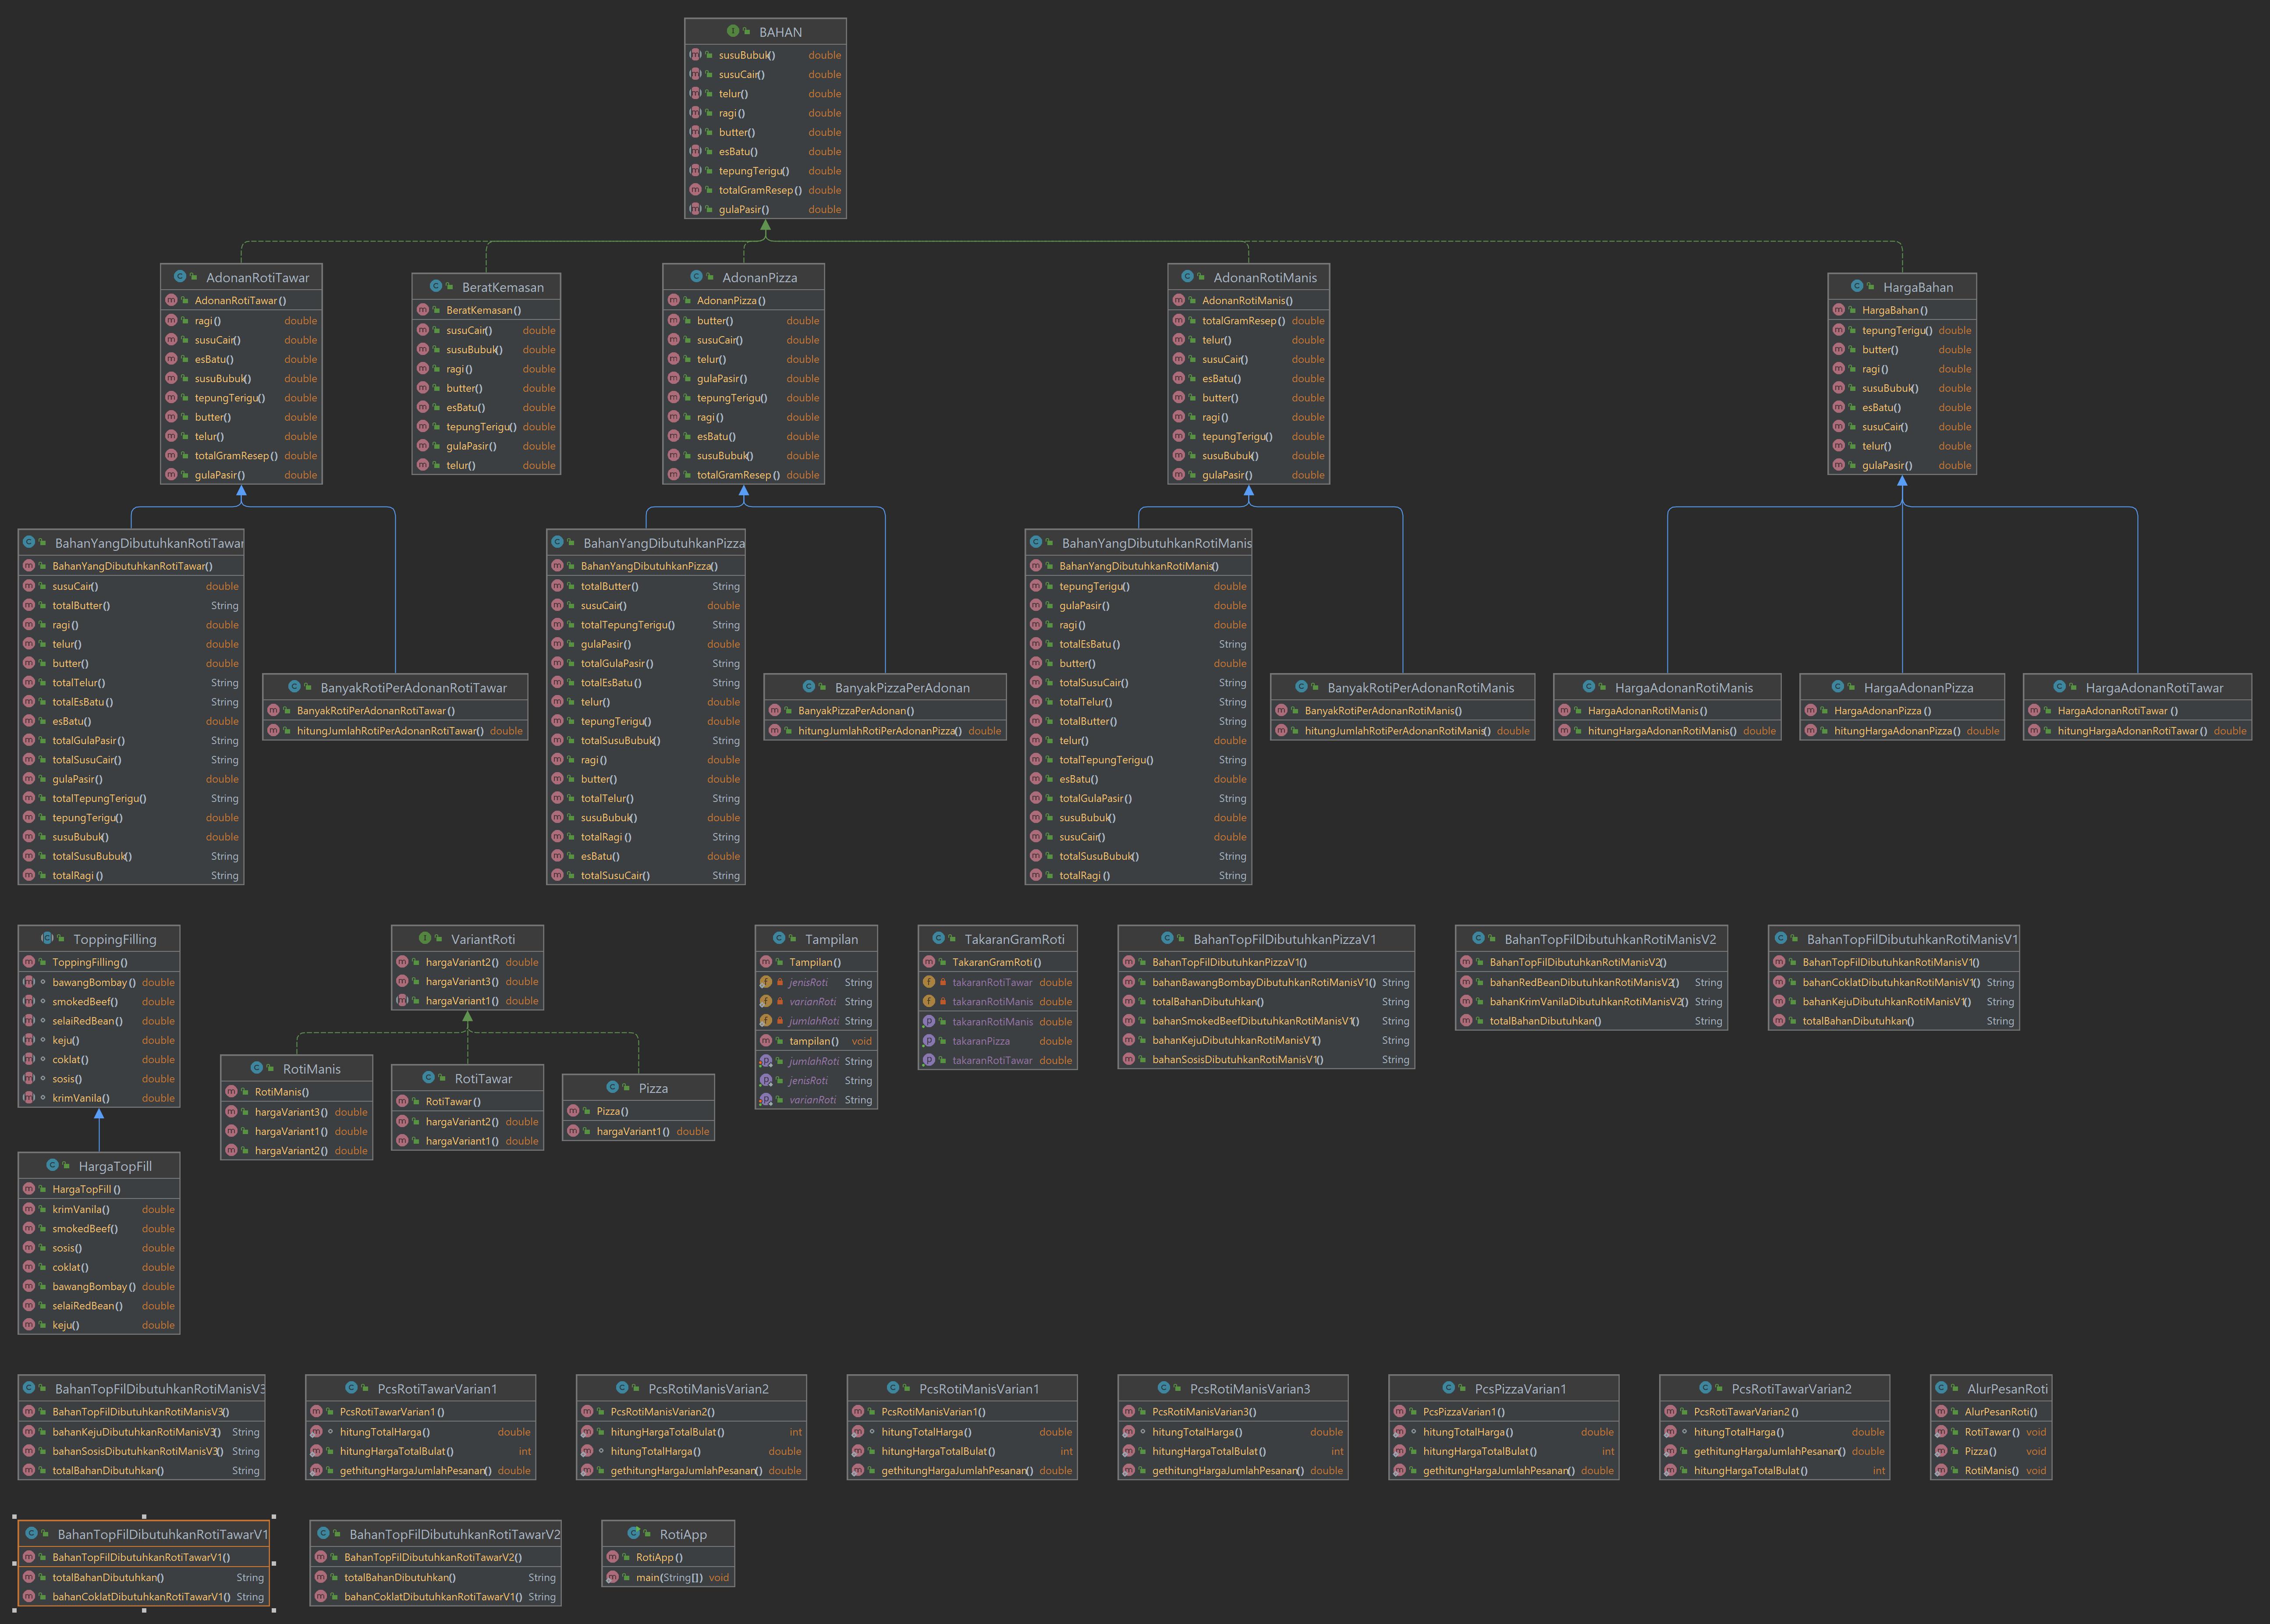 BAHAN
susuBubuk() double
susuCair() double
telur() double
ragi() double
butter() double
esBatu() double
tepungTerigu() double
totalGramResep() double
gulaPasir() double
AdonanRotiTawar
AdonanRotiTawar()
ragi() double
susuCair() double
esBatu() double
susuBubuk() double
tepungTerigu() double
butter() double
telur() double
totalGramResep() double
gulaPasir() double
BeratKemasan
BeratKemasan()
susuCair() double
susuBubuk() double
ragi() double
butter() double
esBatu() double
tepungTerigu() double
gulaPasir() double
telur() double
AdonanPizza
AdonanPizza()
butter() double
susuCair() double
telur() double
gulaPasir() double
tepungTerigu() double
ragi() double
esBatu() double
susuBubuk() double
totalGramResep() double
AdonanRotiManis
AdonanRotiManis()
totalGramResep() double
telur() double
susuCair() double
esBatu() double
butter() double
ragi() double
tepungTerigu() double
susuBubuk() double
gulaPasir() double
HargaBahan
HargaBahan()
tepungTerigu() double
butter() double
ragi() double
susuBubuk() double
esBatu() double
susuCair() double
telur() double
gulaPasir() double
BahanYangDibutuhkanRotiTawar
BahanYangDibutuhkanRotiTawar()
susuCair() double
totalButter() String
ragi() double
telur() double
butter() double
totalTelur() String
totalEsBatu() String
esBatu() double
totalGulaPasir() String
totalSusuCair() String
gulaPasir() double
totalTepungTerigu() String
tepungTerigu() double
susuBubuk() double
totalSusuBubuk() String
totalRagi() String
BanyakRotiPerAdonanRotiTawar
BanyakRotiPerAdonanRotiTawar()
hitungJumlahRotiPerAdonanRotiTawar() double
BahanYangDibutuhkanPizza
BahanYangDibutuhkanPizza()
totalButter() String
susuCair() double
totalTepungTerigu() String
gulaPasir() double
totalGulaPasir() String
totalEsBatu() String
telur() double
tepungTerigu() double
totalSusuBubuk() String
ragi() double
butter() double
totalTelur() String
susuBubuk() double
totalRagi() String
esBatu() double
totalSusuCair() String
BanyakPizzaPerAdonan
BanyakPizzaPerAdonan()
hitungJumlahRotiPerAdonanPizza() double
BahanYangDibutuhkanRotiManis
BahanYangDibutuhkanRotiManis()
tepungTerigu() double
gulaPasir() double
ragi() double
totalEsBatu() String
butter() double
totalSusuCair() String
totalTelur() String
totalButter() String
telur() double
totalTepungTerigu() String
esBatu() double
totalGulaPasir() String
susuBubuk() double
susuCair() double
totalSusuBubuk() String
totalRagi() String
BanyakRotiPerAdonanRotiManis
BanyakRotiPerAdonanRotiManis()
hitungJumlahRotiPerAdonanRotiManis() double
HargaAdonanRotiManis
HargaAdonanRotiManis()
hitungHargaAdonanRotiManis() double
HargaAdonanPizza
HargaAdonanPizza()
hitungHargaAdonanPizza() double
HargaAdonanRotiTawar
HargaAdonanRotiTawar()
hitungHargaAdonanRotiTawar() double
ToppingFilling
ToppingFilling()
bawangBombay() double
smokedBeef() double
selaiRedBean() double
keju() double
coklat() double
sosis() double
krimVanila() double
VariantRoti
hargaVariant2() double
hargaVariant3() double
hargaVariant1() double
Tampilan
Tampilan()
jenisRoti String
varianRoti String
jumlahRoti String
tampilan() void
jumlahRoti String
jenisRoti String
varianRoti String
TakaranGramRoti
TakaranGramRoti()
takaranRotiTawar double
takaranRotiManis double
takaranRotiManis double
takaranPizza double
takaranRotiTawar double
BahanTopFilDibutuhkanPizzaV1
BahanTopFilDibutuhkanPizzaV1()
bahanBawangBombayDibutuhkanRotiManisV1() String
totalBahanDibutuhkan() String
bahanSmokedBeefDibutuhkanRotiManisV1() String
bahanKejuDibutuhkanRotiManisV1() String
bahanSosisDibutuhkanRotiManisV1() String
BahanTopFilDibutuhkanRotiManisV2
BahanTopFilDibutuhkanRotiManisV2()
bahanRedBeanDibutuhkanRotiManisV2() String
bahanKrimVanilaDibutuhkanRotiManisV2() String
totalBahanDibutuhkan() String
BahanTopFilDibutuhkanRotiManisV1
BahanTopFilDibutuhkanRotiManisV1()
bahanCoklatDibutuhkanRotiManisV1() String
bahanKejuDibutuhkanRotiManisV1() String
totalBahanDibutuhkan() String
RotiManis
RotiManis()
hargaVariant3() double
hargaVariant1() double
hargaVariant2() double
RotiTawar
RotiTawar()
hargaVariant2() double
hargaVariant1() double
Pizza
Pizza()
hargaVariant1() double
HargaTopFill
HargaTopFill()
krimVanila() double
smokedBeef() double
sosis() double
coklat() double
bawangBombay() double
selaiRedBean() double
keju() double
BahanTopFilDibutuhkanRotiManisV3
BahanTopFilDibutuhkanRotiManisV3()
bahanKejuDibutuhkanRotiManisV3() String
bahanSosisDibutuhkanRotiManisV3() String
totalBahanDibutuhkan() String
PcsRotiTawarVarian1
PcsRotiTawarVarian1()
hitungTotalHarga() double
hitungHargaTotalBulat() int
gethitungHargaJumlahPesanan() double
PcsRotiManisVarian2
PcsRotiManisVarian2()
hitungHargaTotalBulat() int
hitungTotalHarga() double
gethitungHargaJumlahPesanan() double
PcsRotiManisVarian1
PcsRotiManisVarian1()
hitungTotalHarga() double
hitungHargaTotalBulat() int
gethitungHargaJumlahPesanan() double
PcsRotiManisVarian3
PcsRotiManisVarian3()
hitungTotalHarga() double
hitungHargaTotalBulat() int
gethitungHargaJumlahPesanan() double
PcsPizzaVarian1
PcsPizzaVarian1()
hitungTotalHarga() double
hitungHargaTotalBulat() int
gethitungHargaJumlahPesanan() double
PcsRotiTawarVarian2
PcsRotiTawarVarian2()
hitungTotalHarga() double
gethitungHargaJumlahPesanan() double
hitungHargaTotalBulat() int
AlurPesanRoti
AlurPesanRoti()
RotiTawar() void
Pizza() void
RotiManis() void
BahanTopFilDibutuhkanRotiTawarV1
BahanTopFilDibutuhkanRotiTawarV1()
totalBahanDibutuhkan() String
bahanCoklatDibutuhkanRotiTawarV1() String
BahanTopFilDibutuhkanRotiTawarV2
BahanTopFilDibutuhkanRotiTawarV2()
totalBahanDibutuhkan() String
bahanCoklatDibutuhkanRotiTawarV1() String
RotiApp
RotiApp()
main(String[]) void